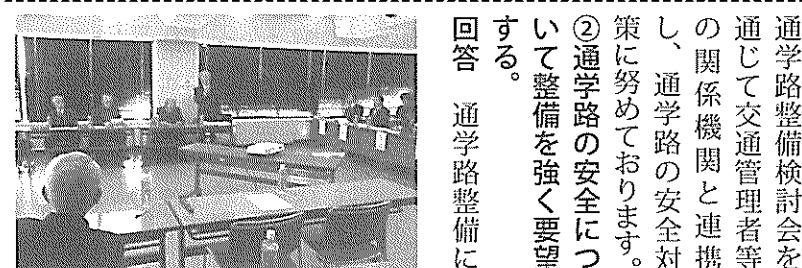 通学路整備検討会を
通じて交通管理者等
の関係機関と連携
し、通学路の安全対
策に努めております。
②通学路の安全につ
いて整備を強く要望
する。
回答　通学路整備に